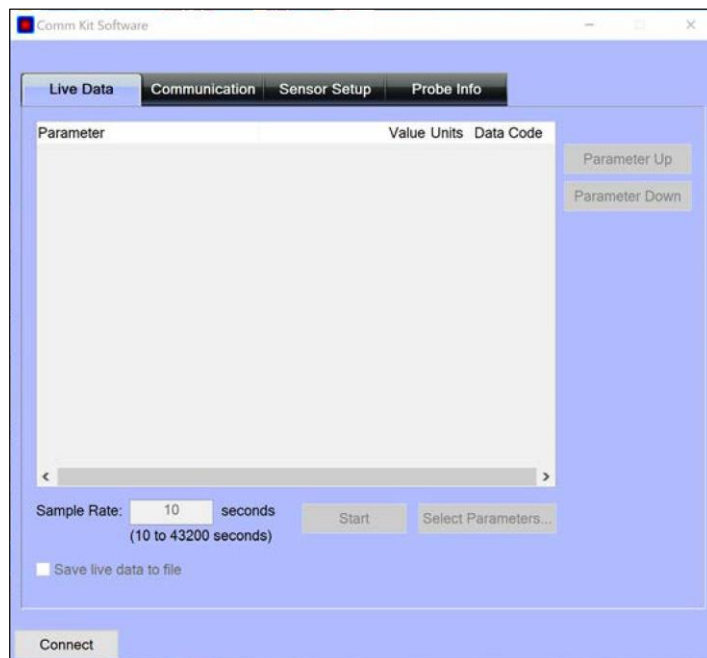 Comm Kit Software
Live Data Communication Sensor Setup Probe Info
Parameter Value Units Data Code
Parameter Up
Parameter Down
Sample Rate: 10 seconds Start Select Parameters...
(10 to 43200 seconds)
Save live data to file
Connect